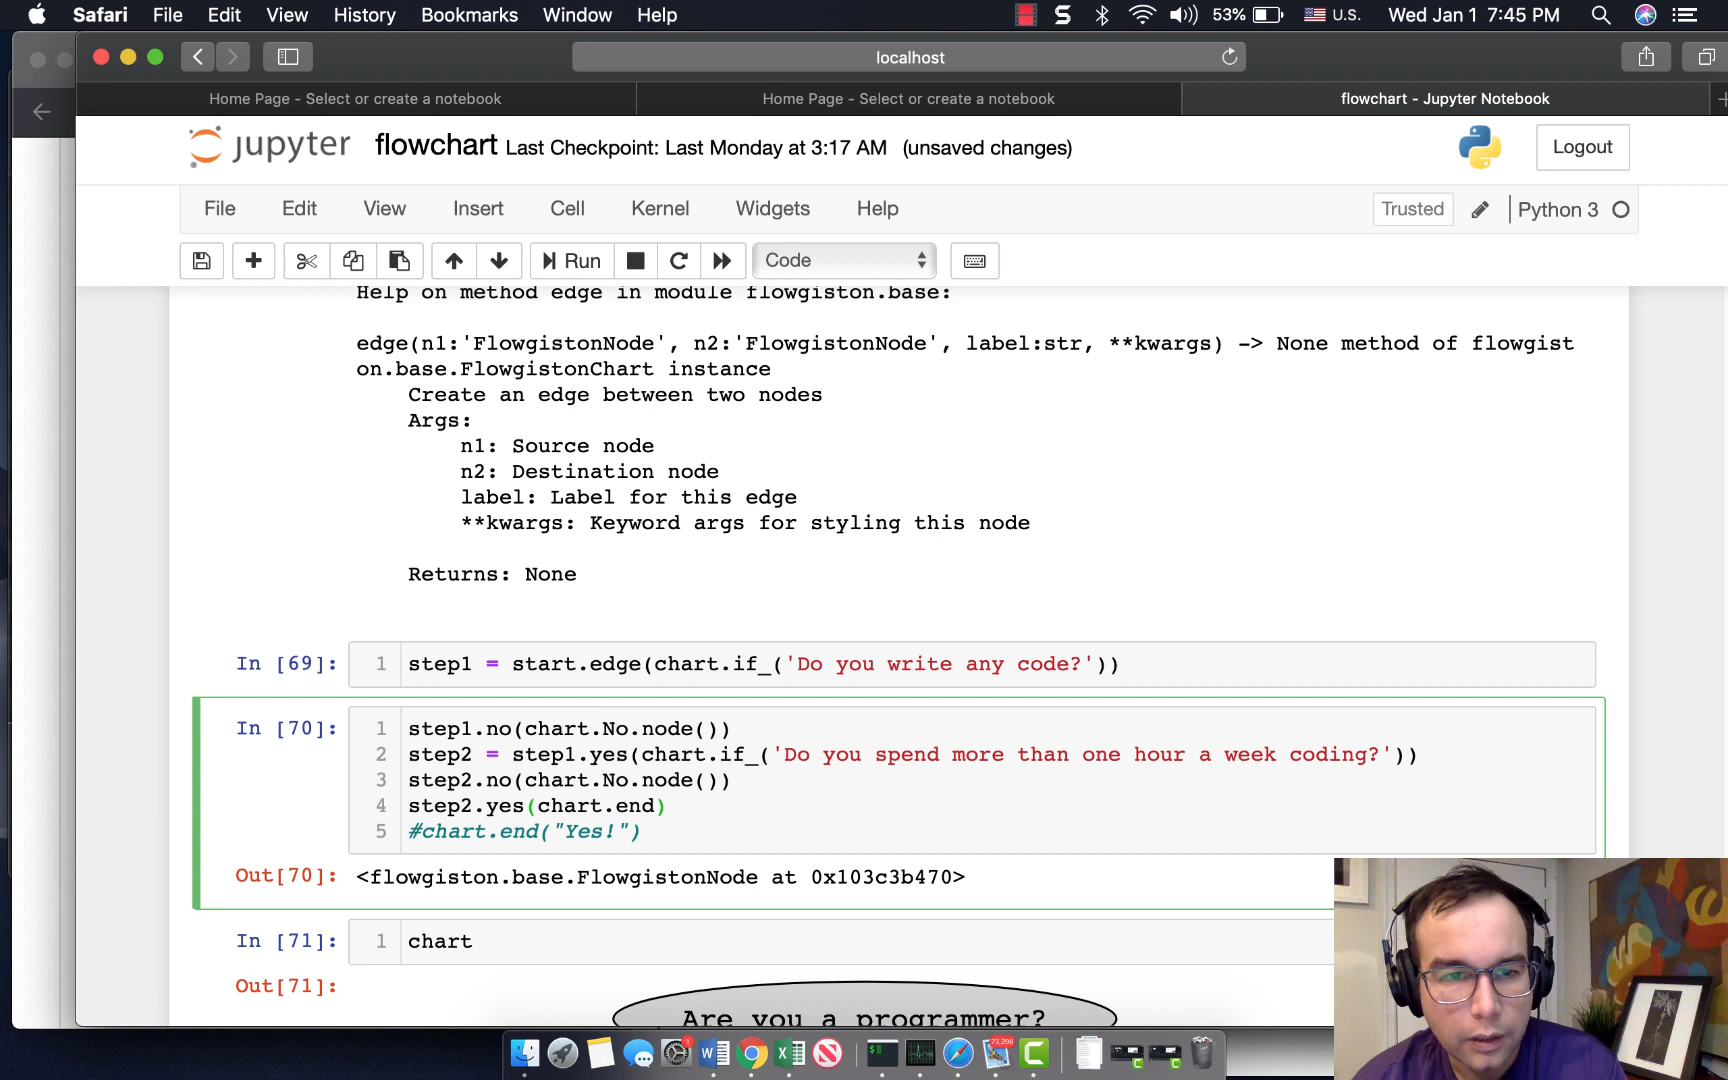 Safari File Edit View History Bookmarks Window Help 53% U.S. Wed Jan 1 7:45 PM
localhost
Home Page - Select or create a notebook Home Page - Select or create a notebook flowchart - Jupyter Notebook
jupyter flowchart Last Checkpoint: Last Monday at 3:17 AM (unsaved changes) Logout
File Edit View Insert Cell Kernel Widgets Help Trusted Python 3
Run Code
Help on method edge in module flowgiston.base:
edge(n1:'FlowgistonNode', n2:'FlowgistonNode', label:str, **kwargs) -> None method of flowgist
on.base.FlowgistonChart instance
Create an edge between two nodes
Args:
n1: Source node
n2: Destination node
label: Label for this edge
**kwargs: Keyword args for styling this node
Returns: None
In [69]: 1 step1 = start.edge(chart.if_('Do you write any code?'))
In [70]: 1 step1.no(chart.No.node())
2 step2 = step1.yes(chart.if_('Do you spend more than one hour a week coding?'))
3 step2.no(chart.No.node())
4 step2.yes(chart.end)
5 #chart.end("Yes!")
Out[70]: <flowgiston.base.FlowgistonNode at 0x103c3b470>
In [71]: 1 chart
Out[71]:
Are you a programmer?
1
73,298